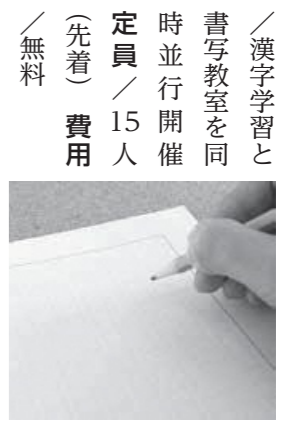 ／漢字学習と
書写教室を同
時並行開催
定員／15人
（先着） 費用
／無料